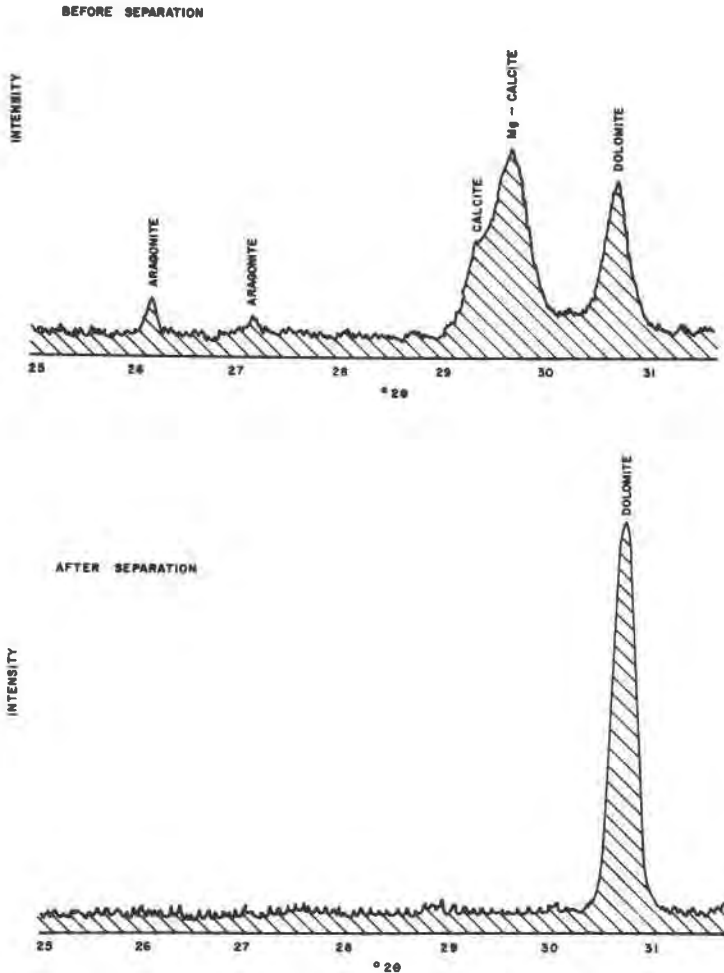 BEFORE SEPARATION
INTENSITY
ARAGONITE
ARAGONITE
CALCITE
Mg - CALCITE
DOLOMITE
25 26 27 28 29 30 31
° 2θ
AFTER SEPARATION
INTENSITY
DOLOMITE
25 26 27 28 29 30 31
° 2θ